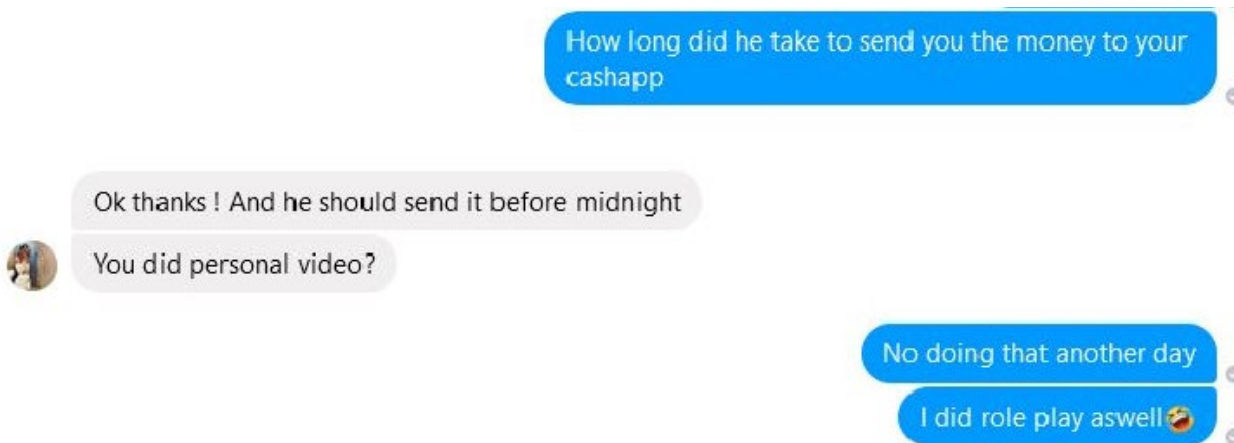 How long did he take to send you the money to your
cashapp
Ok thanks ! And he should send it before midnight
You did personal video?
No doing that another day
I did role play aswell🤣